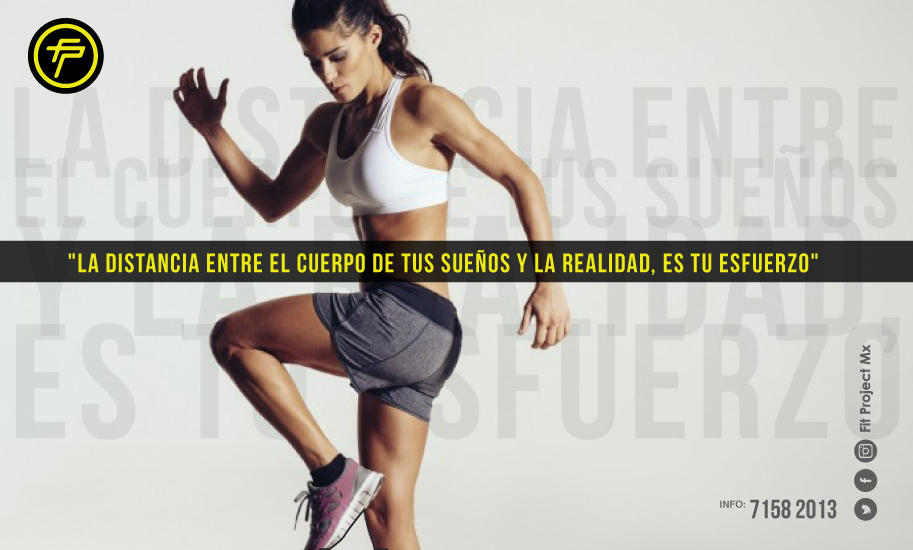 FP
LA DISTANCIA ENTRE
EL CUERPO DE TUS SUEÑOS
Y LA REALIDAD,
ES TU ESFUERZO
"LA DISTANCIA ENTRE EL CUERPO DE TUS SUEÑOS Y LA REALIDAD, ES TU ESFUERZO"
Fit Project Mx
INFO: 7158 2013